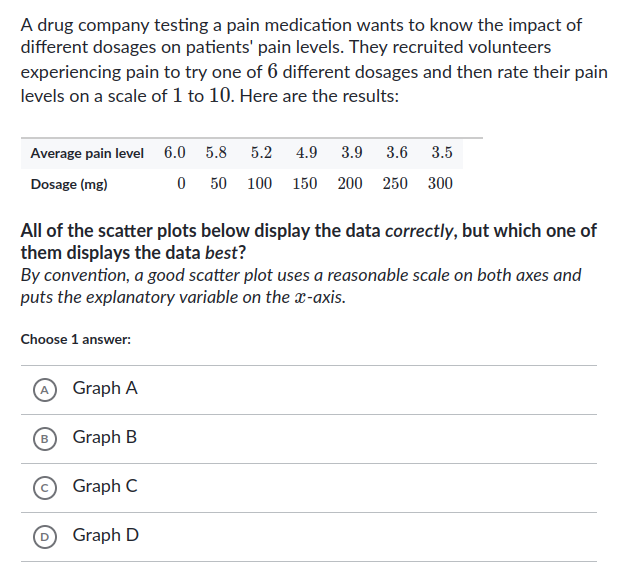 A drug company testing a pain medication wants to know the impact of
different dosages on patients' pain levels. They recruited volunteers
experiencing pain to try one of 6 different dosages and then rate their pain
levels on a scale of 1 to 10. Here are the results:
Average pain level 6.0 5.8 5.2 4.9 3.9 3.6 3.5
Dosage (mg) 0 50 100 150 200 250 300
All of the scatter plots below display the data correctly, but which one of
them displays the data best?
By convention, a good scatter plot uses a reasonable scale on both axes and
puts the explanatory variable on the x-axis.
Choose 1 answer:
A Graph A
B Graph B
C Graph C
D Graph D